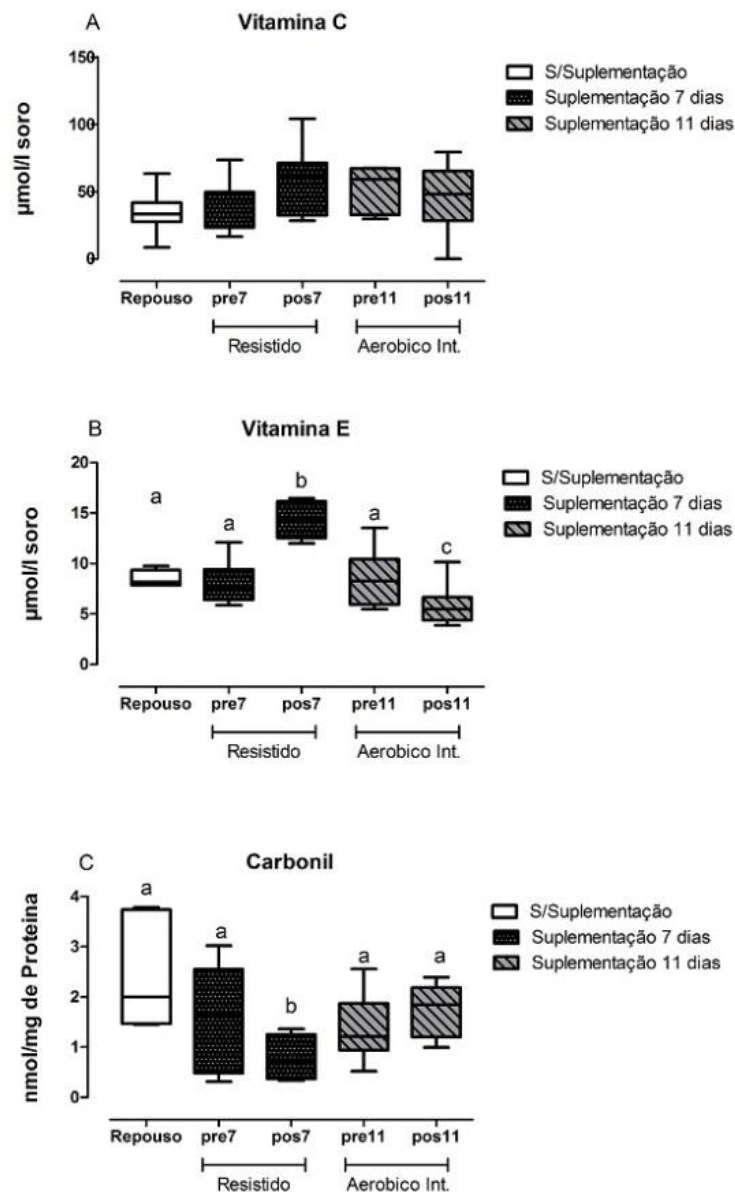 A
Vitamina C
150
100
50
0
µmol/l soro
S/Suplementação
Suplementação 7 dias
Suplementação 11 dias
Repouso pre7 pos7 pre11 pos11
Resistido Aerobico Int.
B
Vitamina E
20
15
10
5
0
µmol/l soro
a a b a c
S/Suplementação
Suplementação 7 dias
Suplementação 11 dias
Repouso pre7 pos7 pre11 pos11
Resistido Aerobico Int.
C
Carbonil
4
3
2
1
0
nmol/mg de Proteina
a a b a a
S/Suplementação
Suplementação 7 dias
Suplementação 11 dias
Repouso pre7 pos7 pre11 pos11
Resistido Aerobico Int.